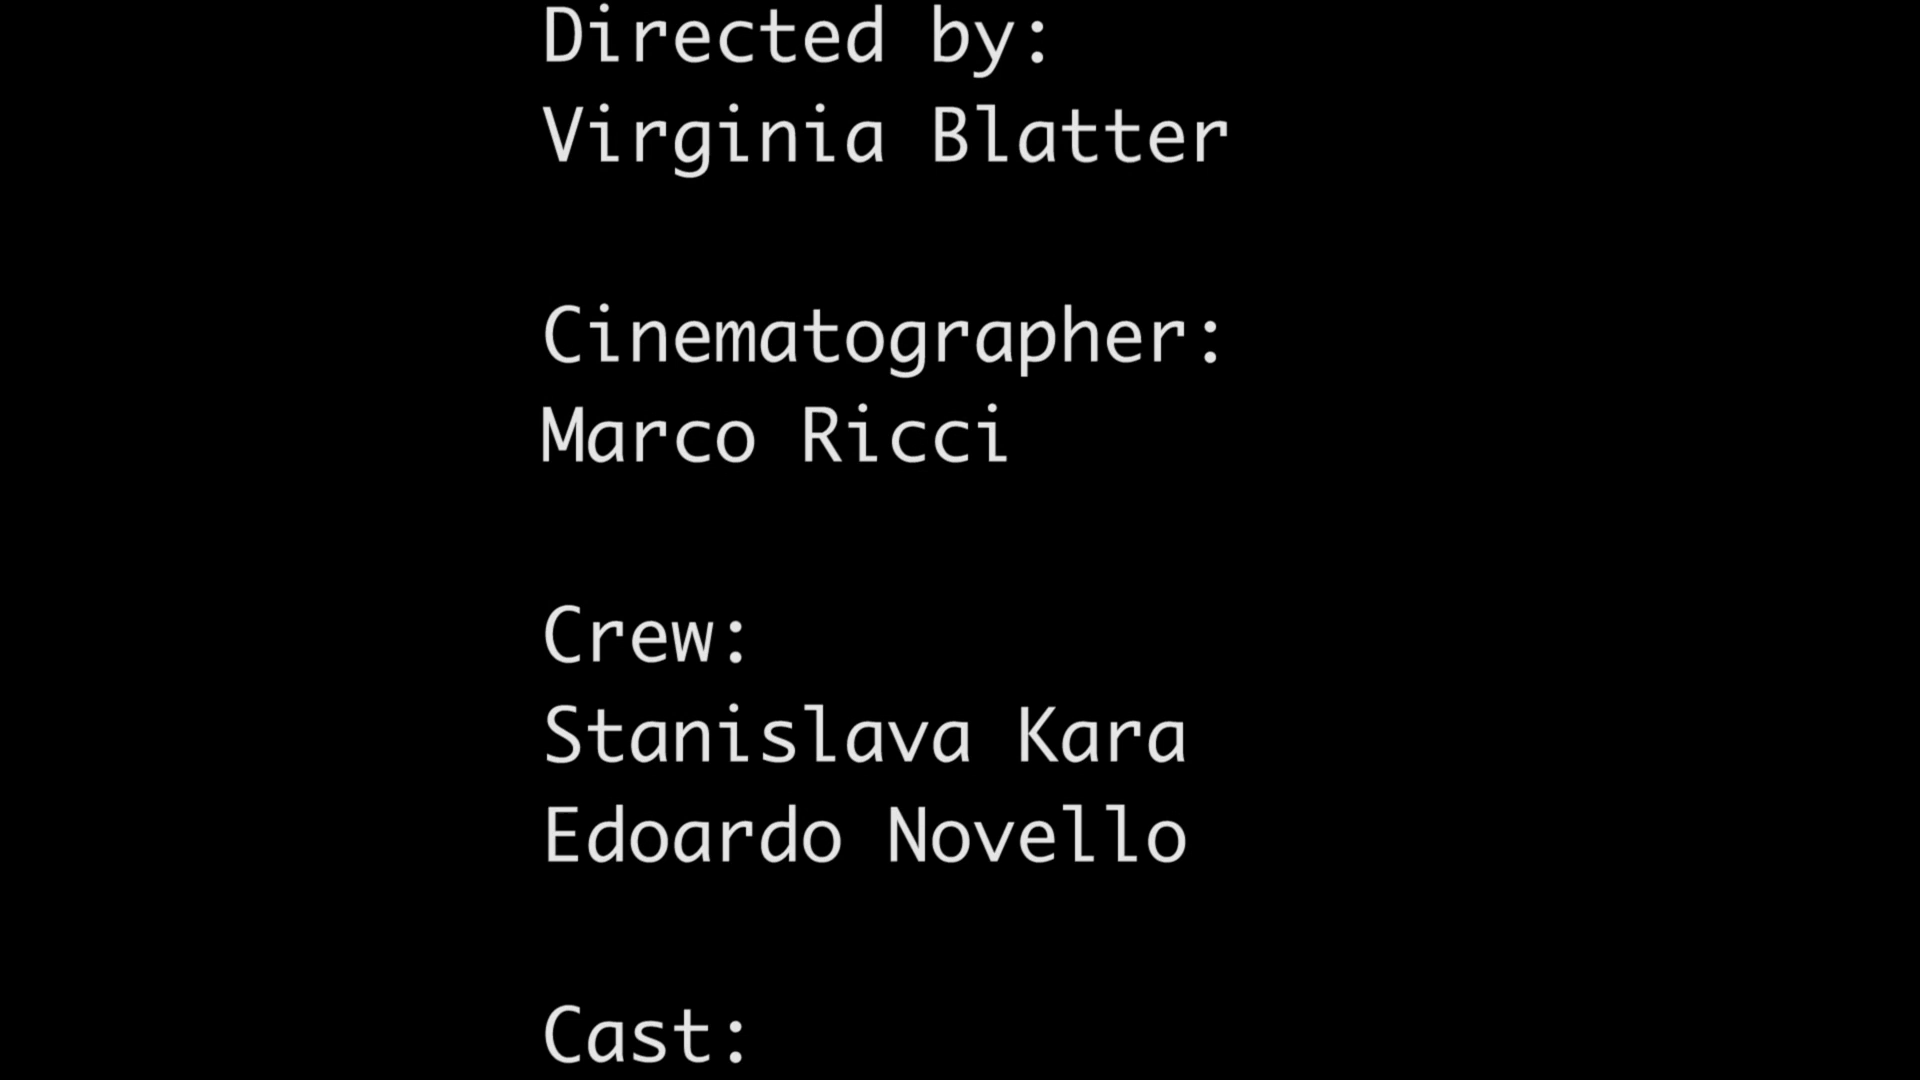 Directed by:
Virginia Blatter
Cinematographer:
Marco Ricci
Crew:
Stanislava Kara
Edoardo Novello
Cast: